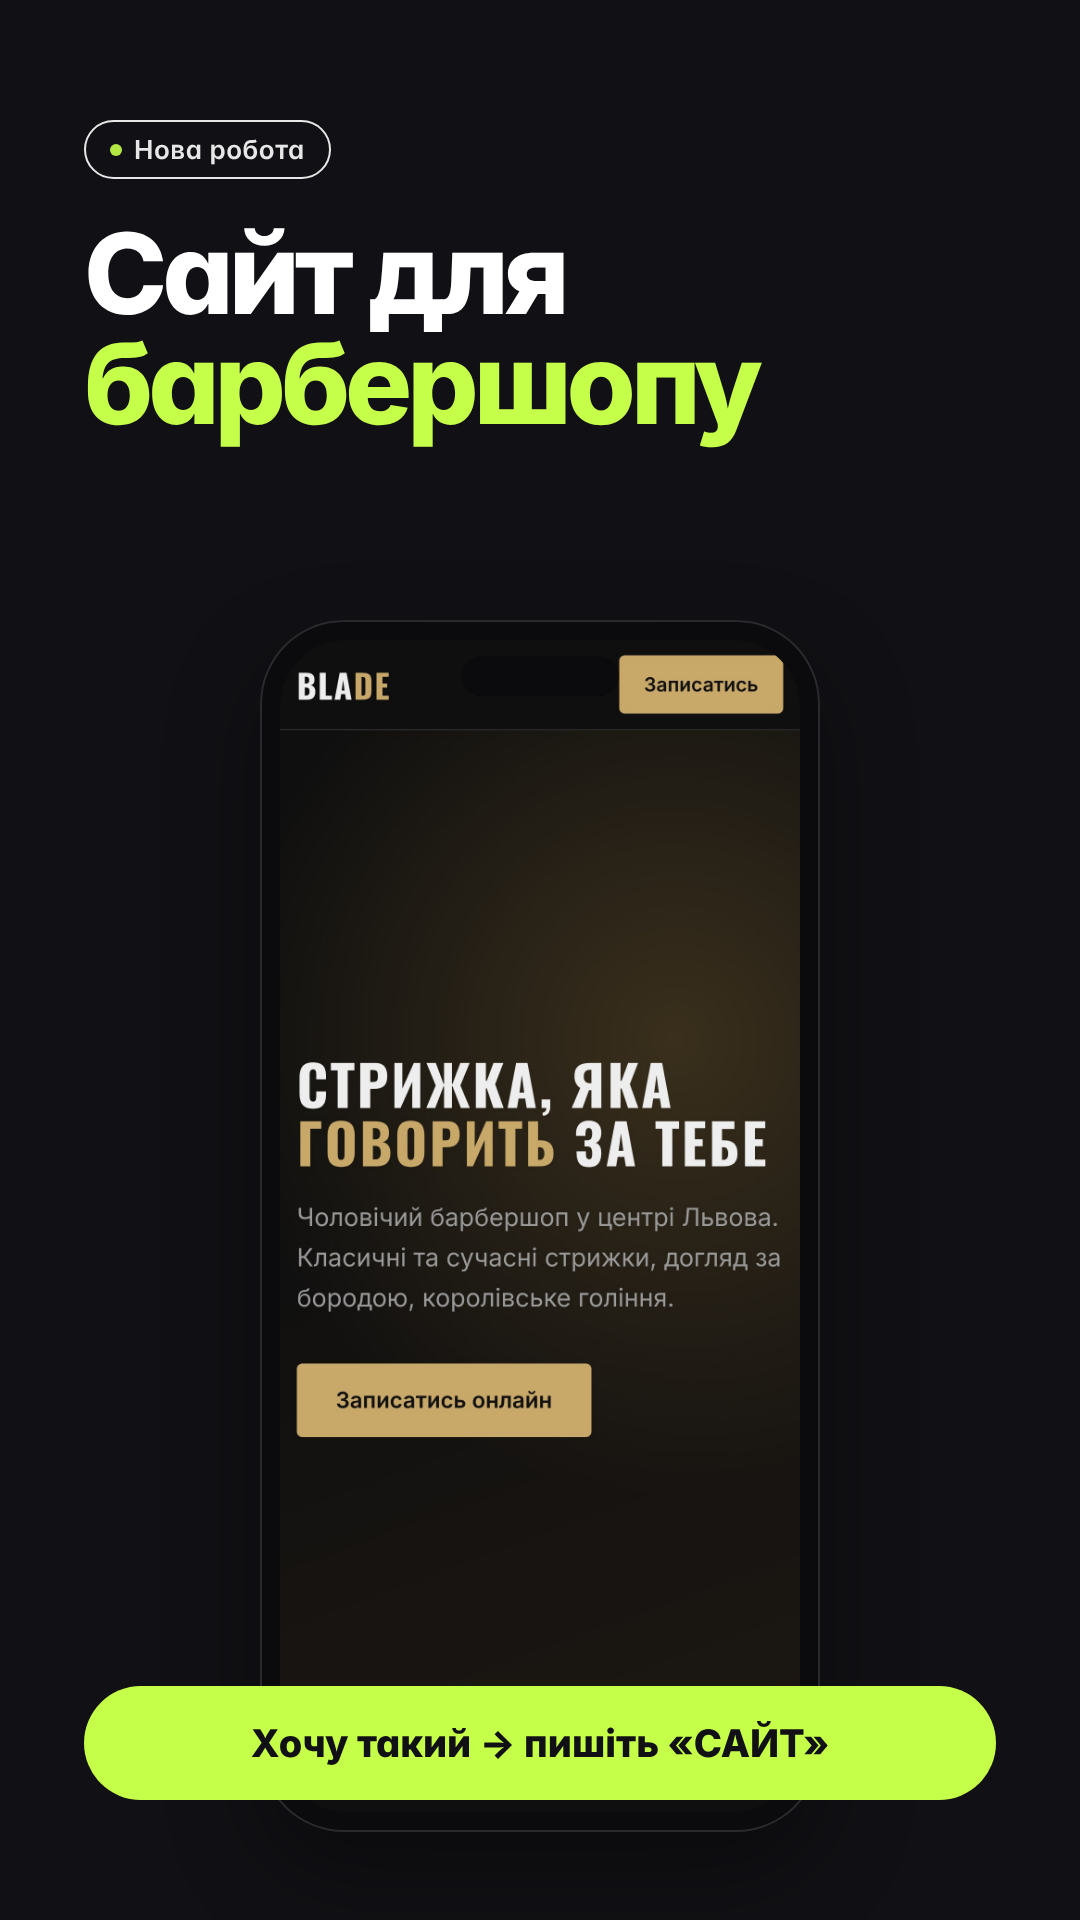 Нова робота
Сайт для
барбершопу
BLADE
Записатись
СТРИЖКА, ЯКА
ГОВОРИТЬ ЗА ТЕБЕ
Чоловічий барбершоп у центрі Львова.
Класичні та сучасні стрижки, догляд за
бородою, королівське гоління.
Записатись онлайн
Хочу такий → пишіть «САЙТ»